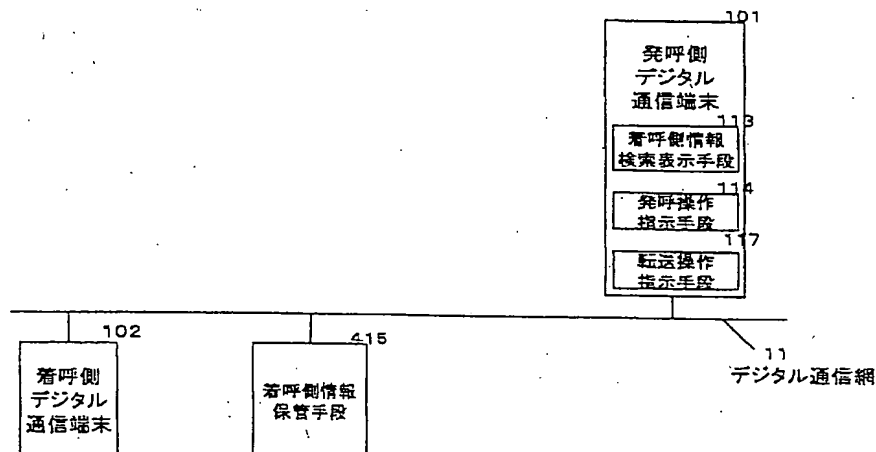 101
発呼側
デジタル
通信端末
113
着呼側情報
検索表示手段
114
発呼操作
指示手段
117
転送操作
指示手段
102
着呼側
デジタル
通信端末
415
着呼側情報
保管手段
11
デジタル通信網